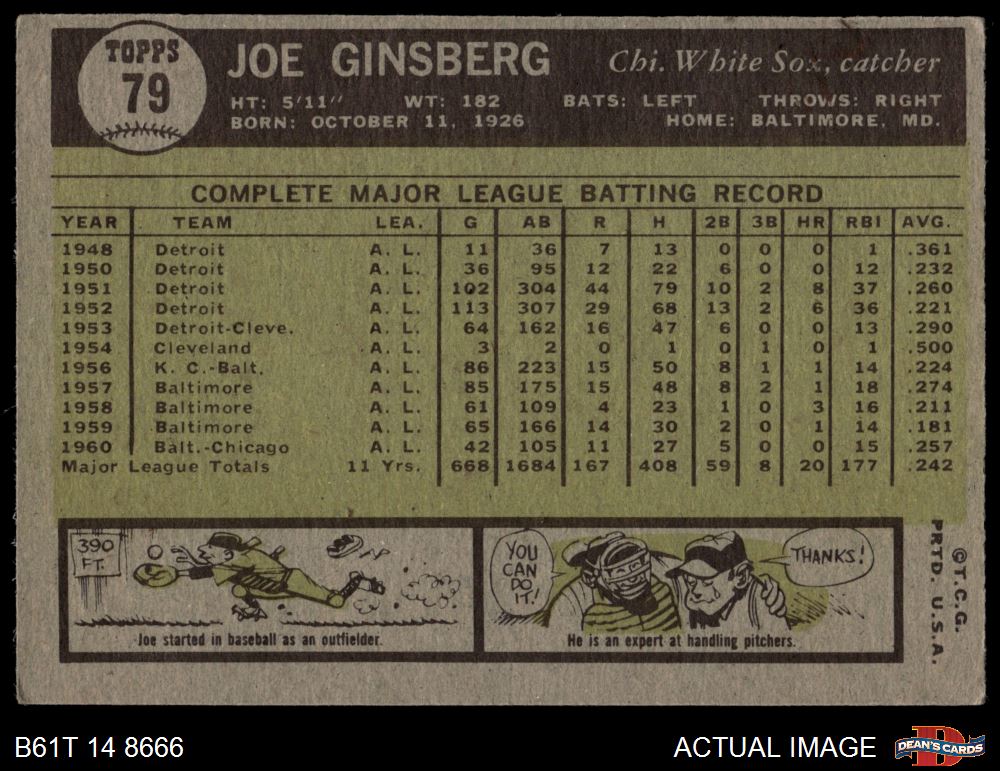 TOPPS
79
JOE GINSBERG
Chi. White Sox, catcher
HT: 5'11" WT: 182 BATS: LEFT THROWS: RIGHT
BORN: OCTOBER 11, 1926 HOME: BALTIMORE, MD.
COMPLETE MAJOR LEAGUE BATTING RECORD
YEAR TEAM LEA. G AB R H 2B 3B HR RBI AVG.
1948 Detroit A. L. 11 36 7 13 0 0 0 1 .361
1950 Detroit A. L. 36 95 12 22 6 0 0 12 .232
1951 Detroit A. L. 102 304 44 79 10 2 8 37 .260
1952 Detroit A. L. 113 307 29 68 13 2 6 36 .221
1953 Detroit-Cleve. A. L. 64 162 16 47 6 0 0 13 .290
1954 Cleveland A. L. 3 2 0 1 0 1 0 1 .500
1956 K. C.-Balt. A. L. 86 223 15 50 8 1 1 14 .224
1957 Baltimore A. L. 85 175 15 48 8 2 1 18 .274
1958 Baltimore A. L. 61 109 4 23 1 0 3 16 .211
1959 Baltimore A. L. 65 166 14 30 2 0 1 14 .181
1960 Balt.-Chicago A. L. 42 105 11 27 5 0 0 15 .257
Major League Totals 11 Yrs. 668 1684 167 408 59 8 20 177 .242
390
FT.
Joe started in baseball as an outfielder.
YOU
CAN
DO
IT!
THANKS!
He is an expert at handling pitchers.
©T.C.G.
PRTD. U.S.A.
B61T 14 8666
ACTUAL IMAGE
DEAN'S CARDS